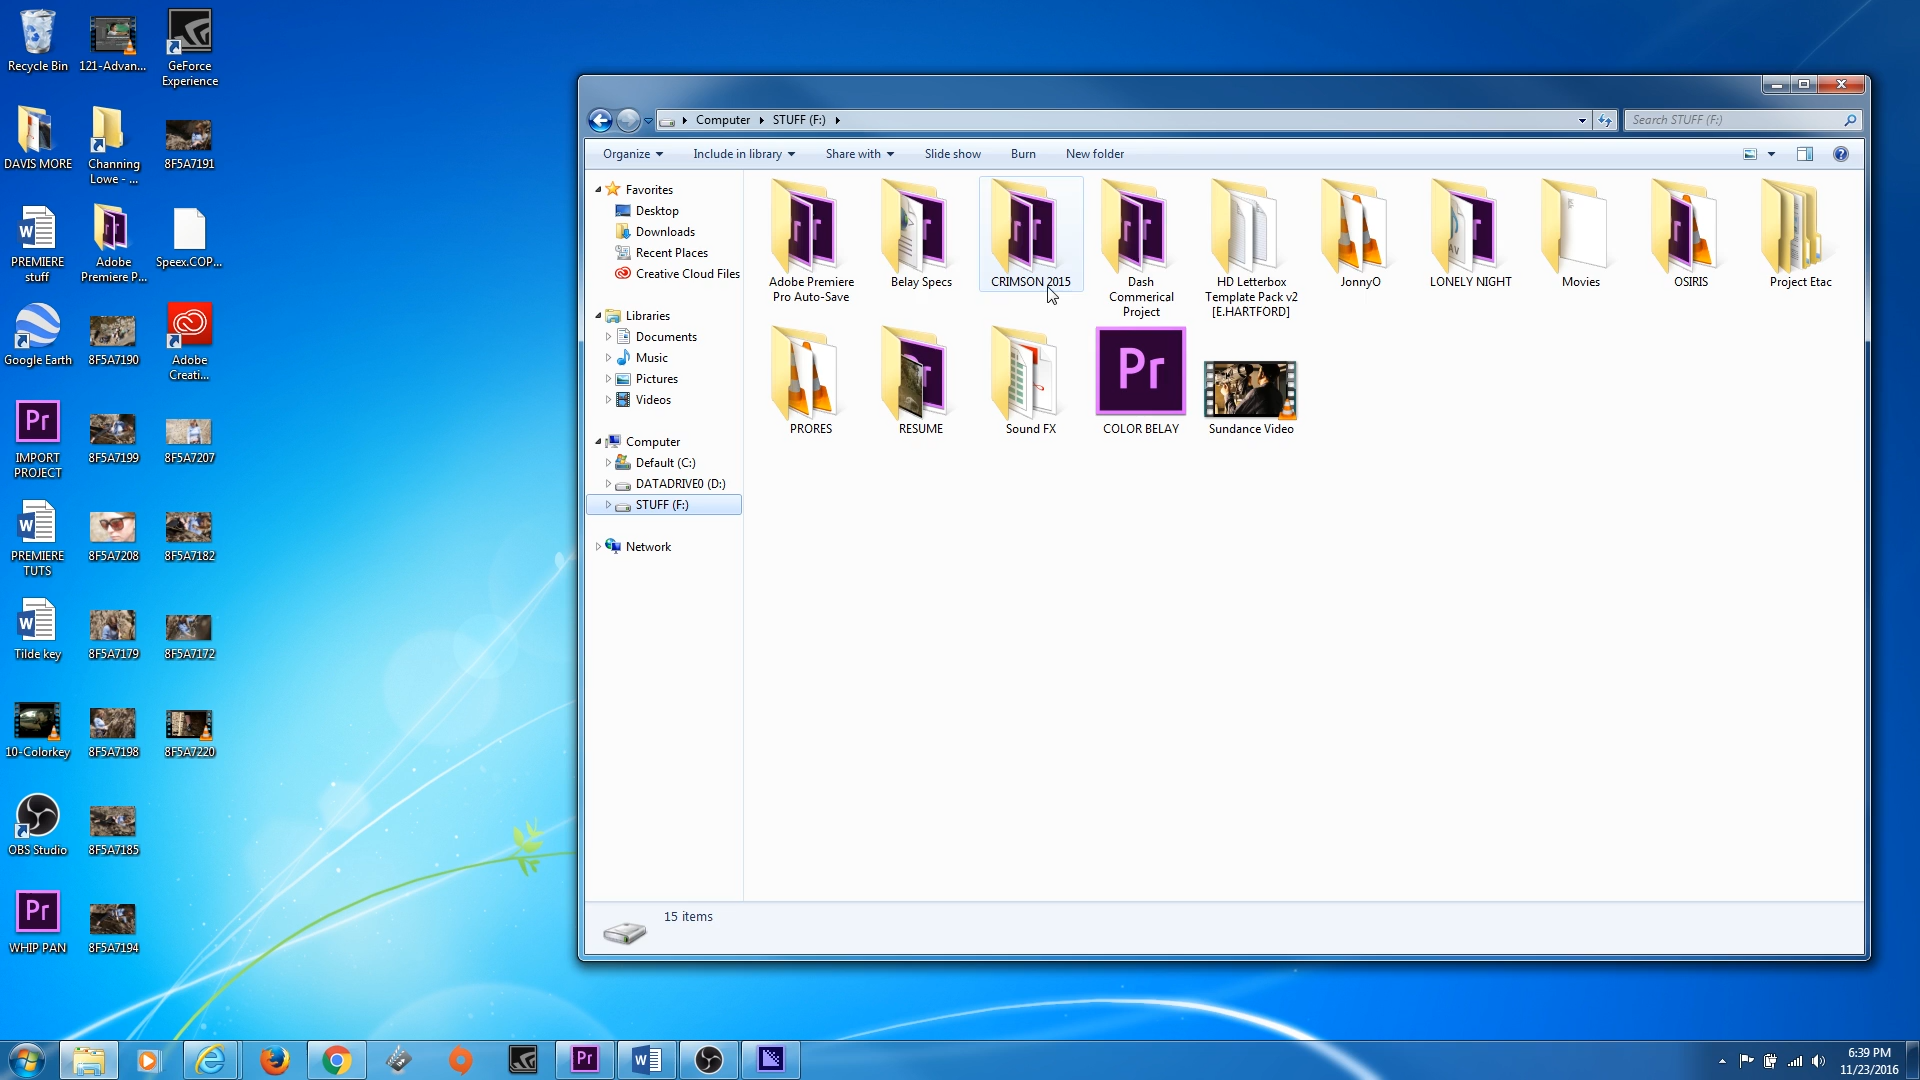 Recycle Bin
121-Advan...
GeForce
Experience
DAVIS MORE
Channing
Lowe - ...
8F5A7191
PREMIERE
stuff
Adobe
Premiere P...
Speex.COP...
Google Earth
8F5A7190
Adobe
Creati...
Pr
IMPORT
PROJECT
8F5A7199
8F5A7207
PREMIERE
TUTS
8F5A7208
8F5A7182
Tilde key
8F5A7179
8F5A7172
10-Colorkey
8F5A7198
8F5A7220
OBS Studio
8F5A7185
Pr
WHIP PAN
8F5A7194
Computer
STUFF (F:)
Search STUFF (F:)
Organize
Include in library
Share with
Slide show
Burn
New folder
Favorites
Desktop
Downloads
Recent Places
Creative Cloud Files
Libraries
Documents
Music
Pictures
Videos
Computer
Default (C:)
DATADRIVE0 (D:)
STUFF (F:)
Network
Adobe Premiere
Pro Auto-Save
Belay Specs
CRIMSON 2015
Dash
Commerical
Project
HD Letterbox
Template Pack v2
[E.HARTFORD]
JonnyO
LONELY NIGHT
Movies
OSIRIS
Project Etac
PRORES
RESUME
Sound FX
Pr
COLOR BELAY
Sundance Video
15 items
Pr
6:39 PM
11/23/2016